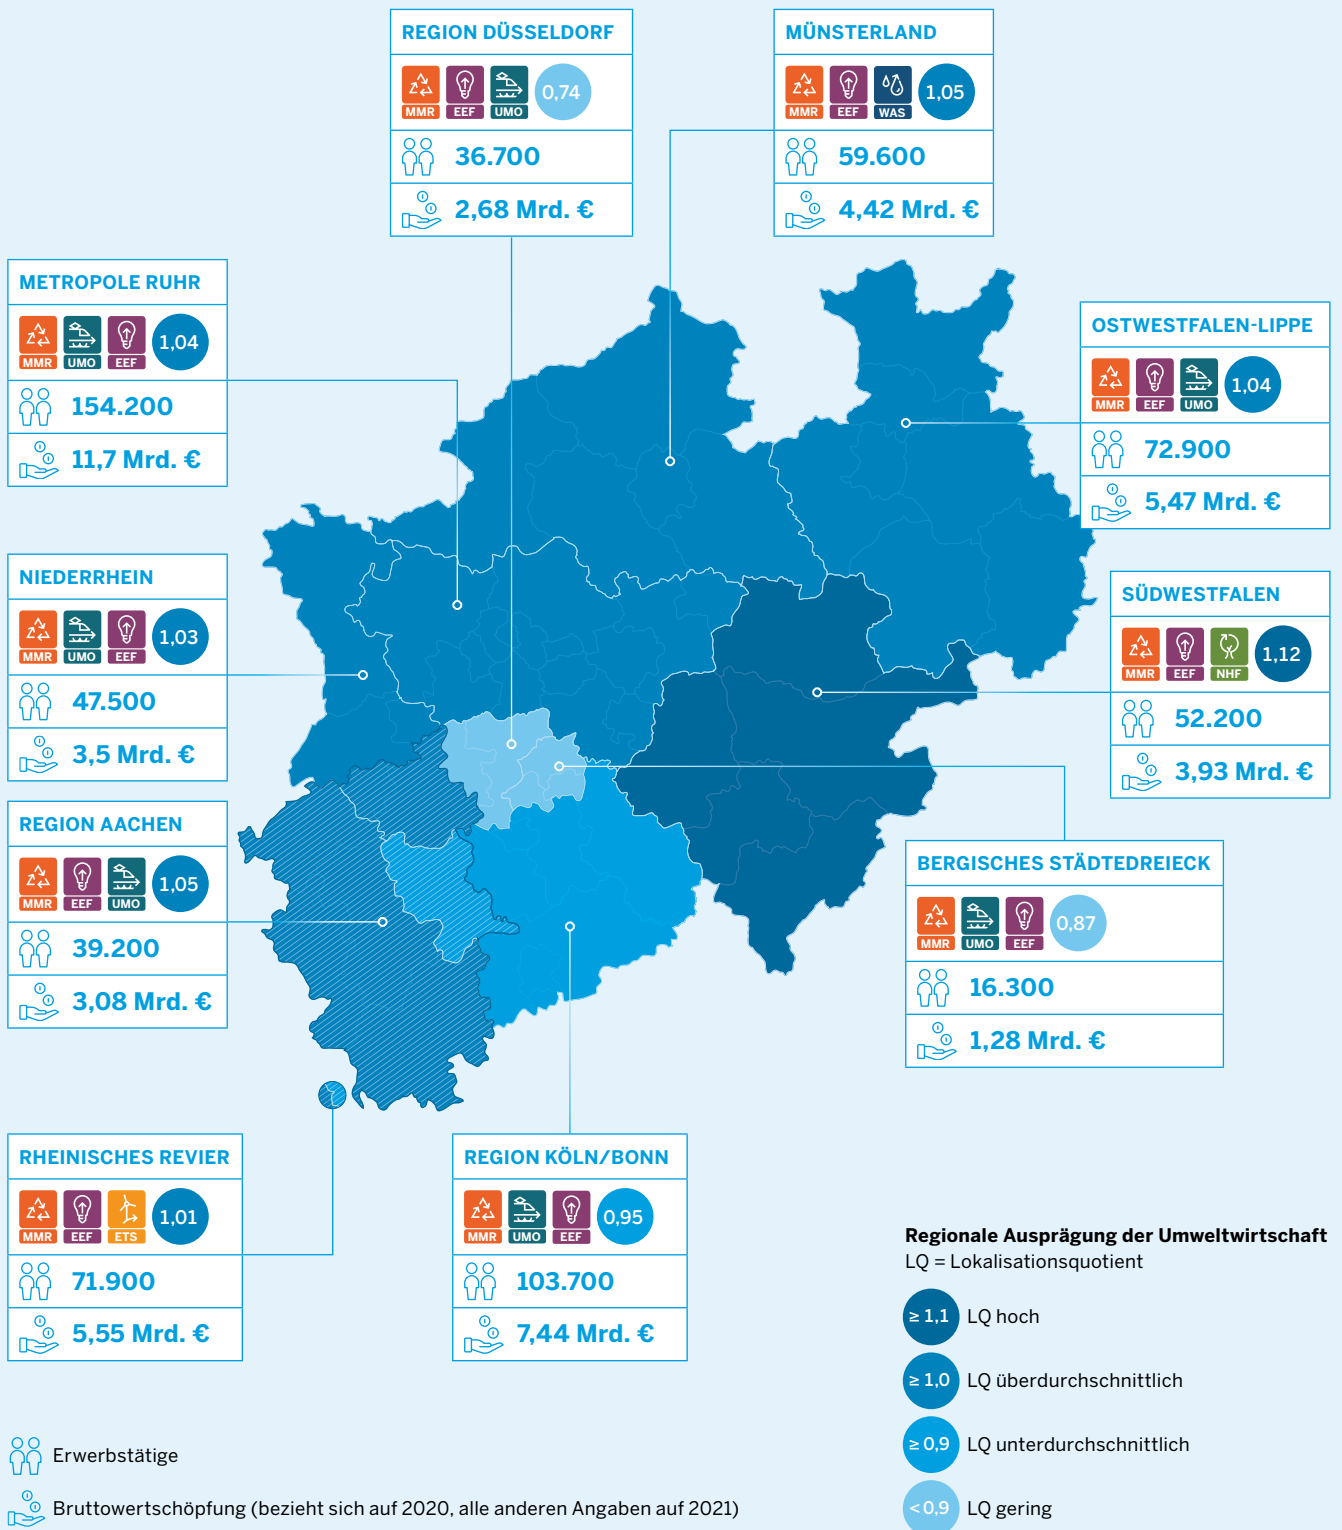 REGION DÜSSELDORF
MMR EEF UMO 0,74
36.700
2,68 Mrd. €
MÜNSTERLAND
MMR EEF WAS 1,05
59.600
4,42 Mrd. €
METROPOLE RUHR
MMR UMO EEF 1,04
154.200
11,7 Mrd. €
OSTWESTFALEN-LIPPE
MMR EEF UMO 1,04
72.900
5,47 Mrd. €
NIEDERRHEIN
MMR UMO EEF 1,03
47.500
3,5 Mrd. €
SÜDWESTFALEN
MMR EEF NHF 1,12
52.200
3,93 Mrd. €
REGION AACHEN
MMR EEF UMO 1,05
39.200
3,08 Mrd. €
BERGISCHES STÄDTEDREIECK
MMR UMO EEF 0,87
16.300
1,28 Mrd. €
RHEINISCHES REVIER
MMR EEF ETS 1,01
71.900
5,55 Mrd. €
REGION KÖLN/BONN
MMR UMO EEF 0,95
103.700
7,44 Mrd. €
Regionale Ausprägung der Umweltwirtschaft
LQ = Lokalisationsquotient
≥ 1,1 LQ hoch
≥ 1,0 LQ überdurchschnittlich
≥ 0,9 LQ unterdurchschnittlich
< 0,9 LQ gering
Erwerbstätige
Bruttowertschöpfung (bezieht sich auf 2020, alle anderen Angaben auf 2021)